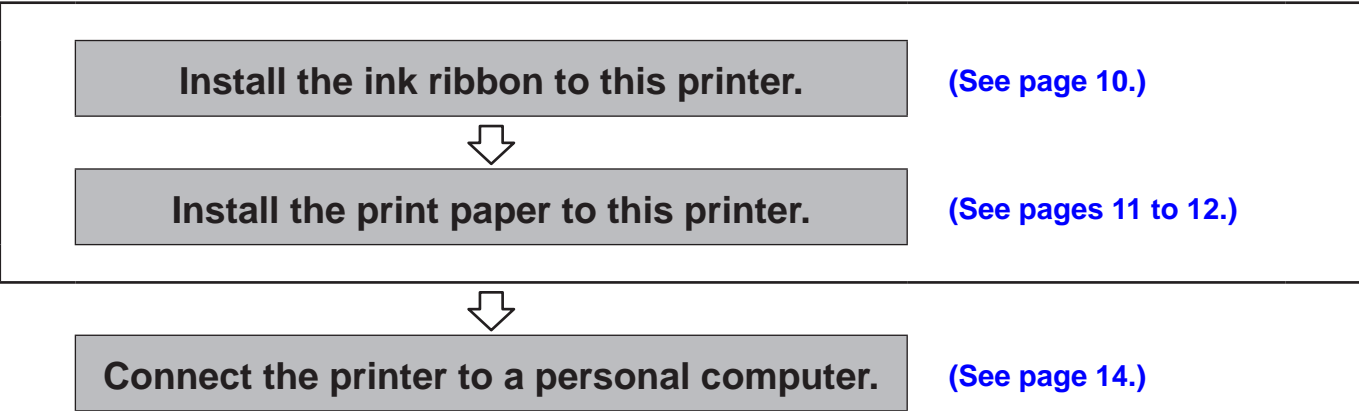 Install the ink ribbon to this printer. (See page 10.)
Install the print paper to this printer. (See pages 11 to 12.)
Connect the printer to a personal computer. (See page 14.)